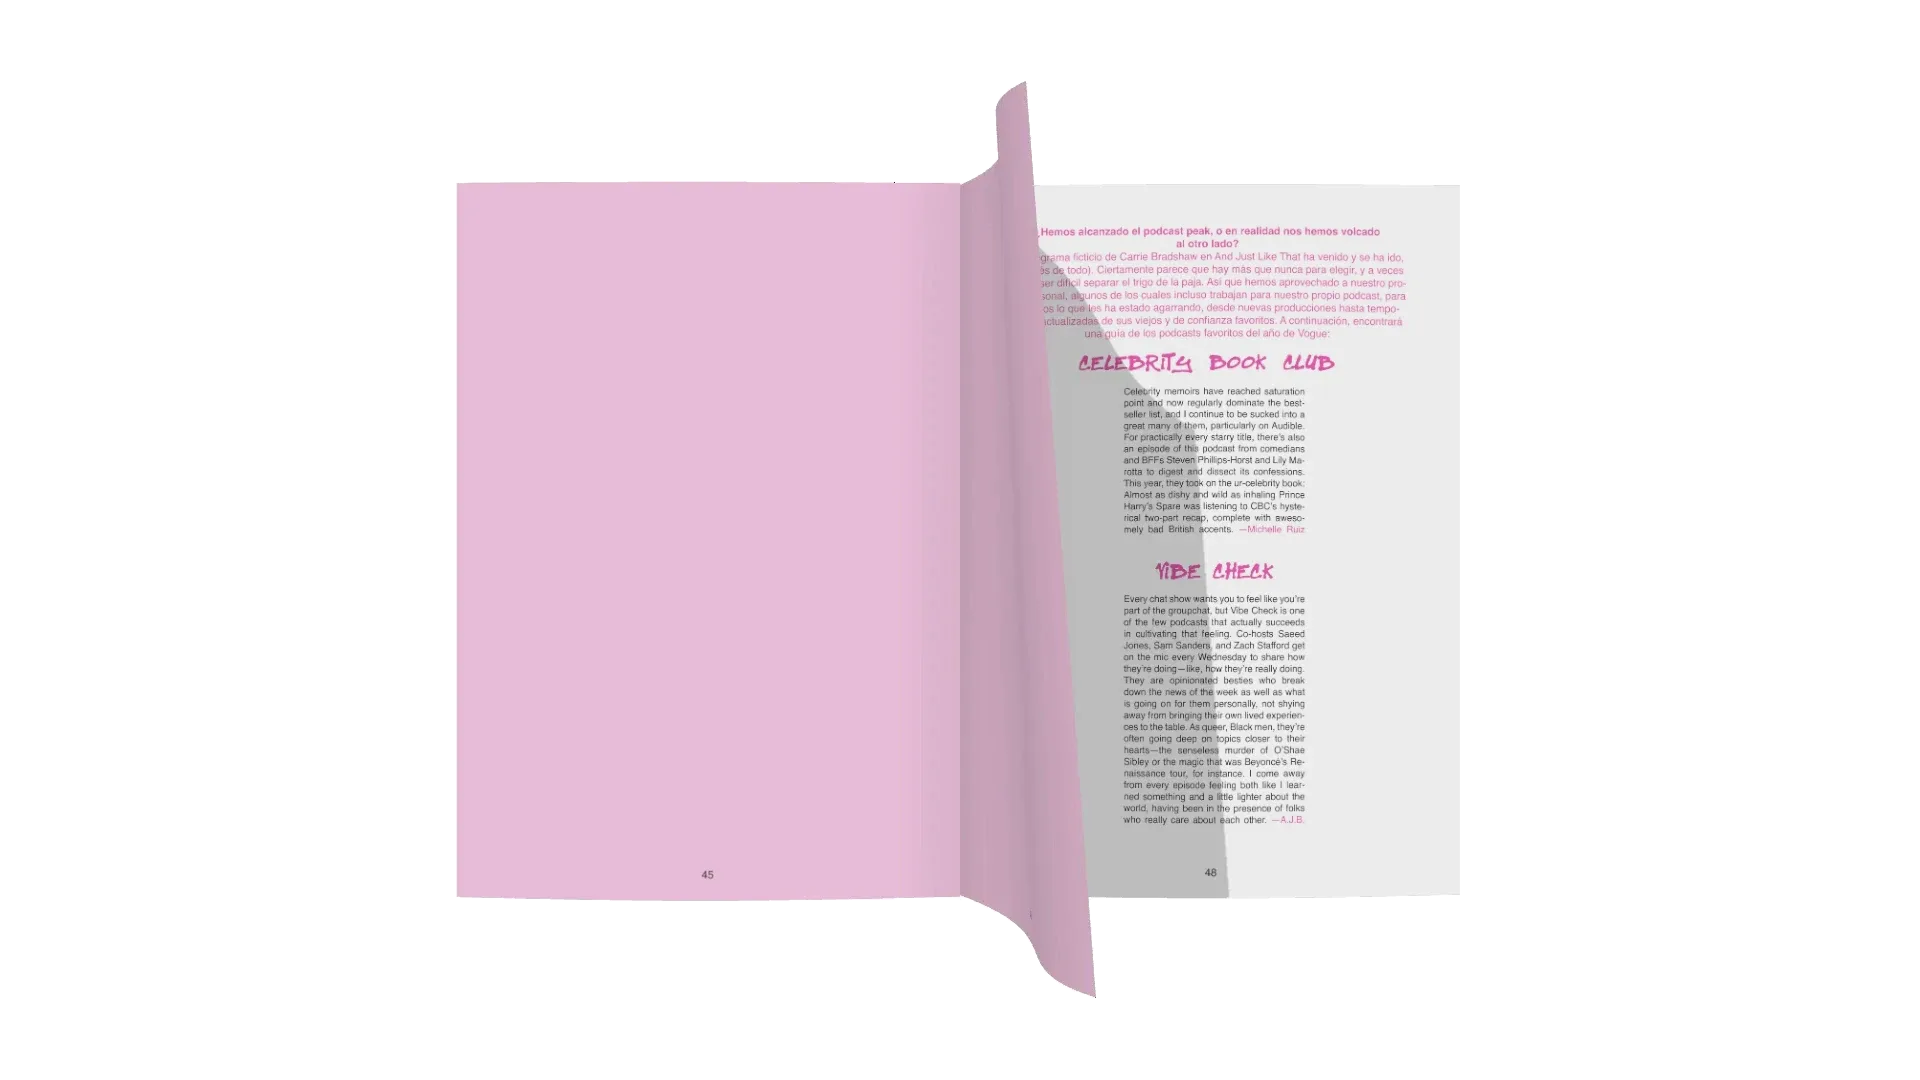 45
¿Hemos alcanzado el podcast peak, o en realidad nos hemos volcado
al otro lado?
grama ficticio de Carrie Bradshaw en And Just Like That ha venido y se ha ido,
és de todo). Ciertamente parece que hay más que nunca para elegir, y a veces
ser difícil separar el trigo de la paja. Así que hemos aprovechado a nuestro pro-
sonal, algunos de los cuales incluso trabajan para nuestro propio podcast, para
os lo que les ha estado agarrando, desde nuevas producciones hasta tempo-
actualizadas de sus viejos y de confianza favoritos. A continuación, encontrará
una guía de los podcasts favoritos del año de Vogue:
CELEBRITY BOOK CLUB
Celebrity memoirs have reached saturation
point and now regularly dominate the best-
seller list, and I continue to be sucked into a
great many of them, particularly on Audible.
For practically every starry title, there's also
an episode of this podcast from comedians
and BFFs Steven Phillips-Horst and Lily Ma-
rotta to digest and dissect its confessions.
This year, they took on the ur-celebrity book:
Almost as dishy and wild as inhaling Prince
Harry's Spare was listening to CBC's hyste-
rical two-part recap, complete with aweso-
mely bad British accents. —Michelle Ruiz
VIBE CHECK
Every chat show wants you to feel like you're
part of the groupchat, but Vibe Check is one
of the few podcasts that actually succeeds
in cultivating that feeling. Co-hosts Saeed
Jones, Sam Sanders, and Zach Stafford get
on the mic every Wednesday to share how
they're doing—like, how they're really doing.
They are opinionated besties who break
down the news of the week as well as what
is going on for them personally, not shying
away from bringing their own lived experien-
ces to the table. As queer, Black men, they're
often going deep on topics closer to their
hearts—the senseless murder of O'Shae
Sibley or the magic that was Beyoncé's Re-
naissance tour, for instance. I come away
from every episode feeling both like I lear-
ned something and a little lighter about the
world, having been in the presence of folks
who really care about each other. —A.J.B.
48